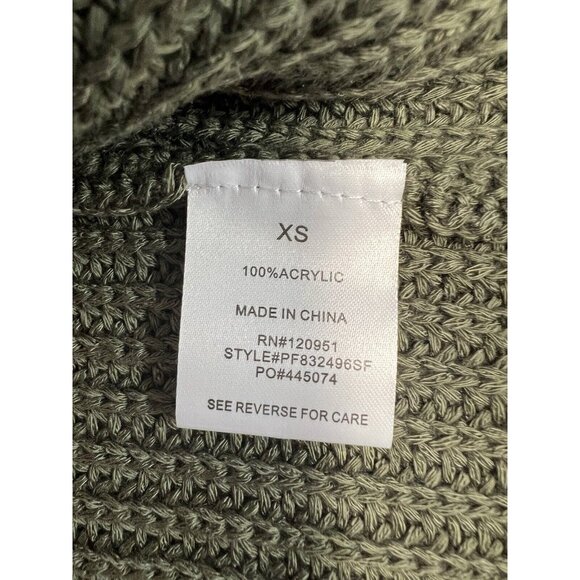 XS
100%ACRYLIC
MADE IN CHINA
RN#120951
STYLE#PF832496SF
PO#445074
SEE REVERSE FOR CARE